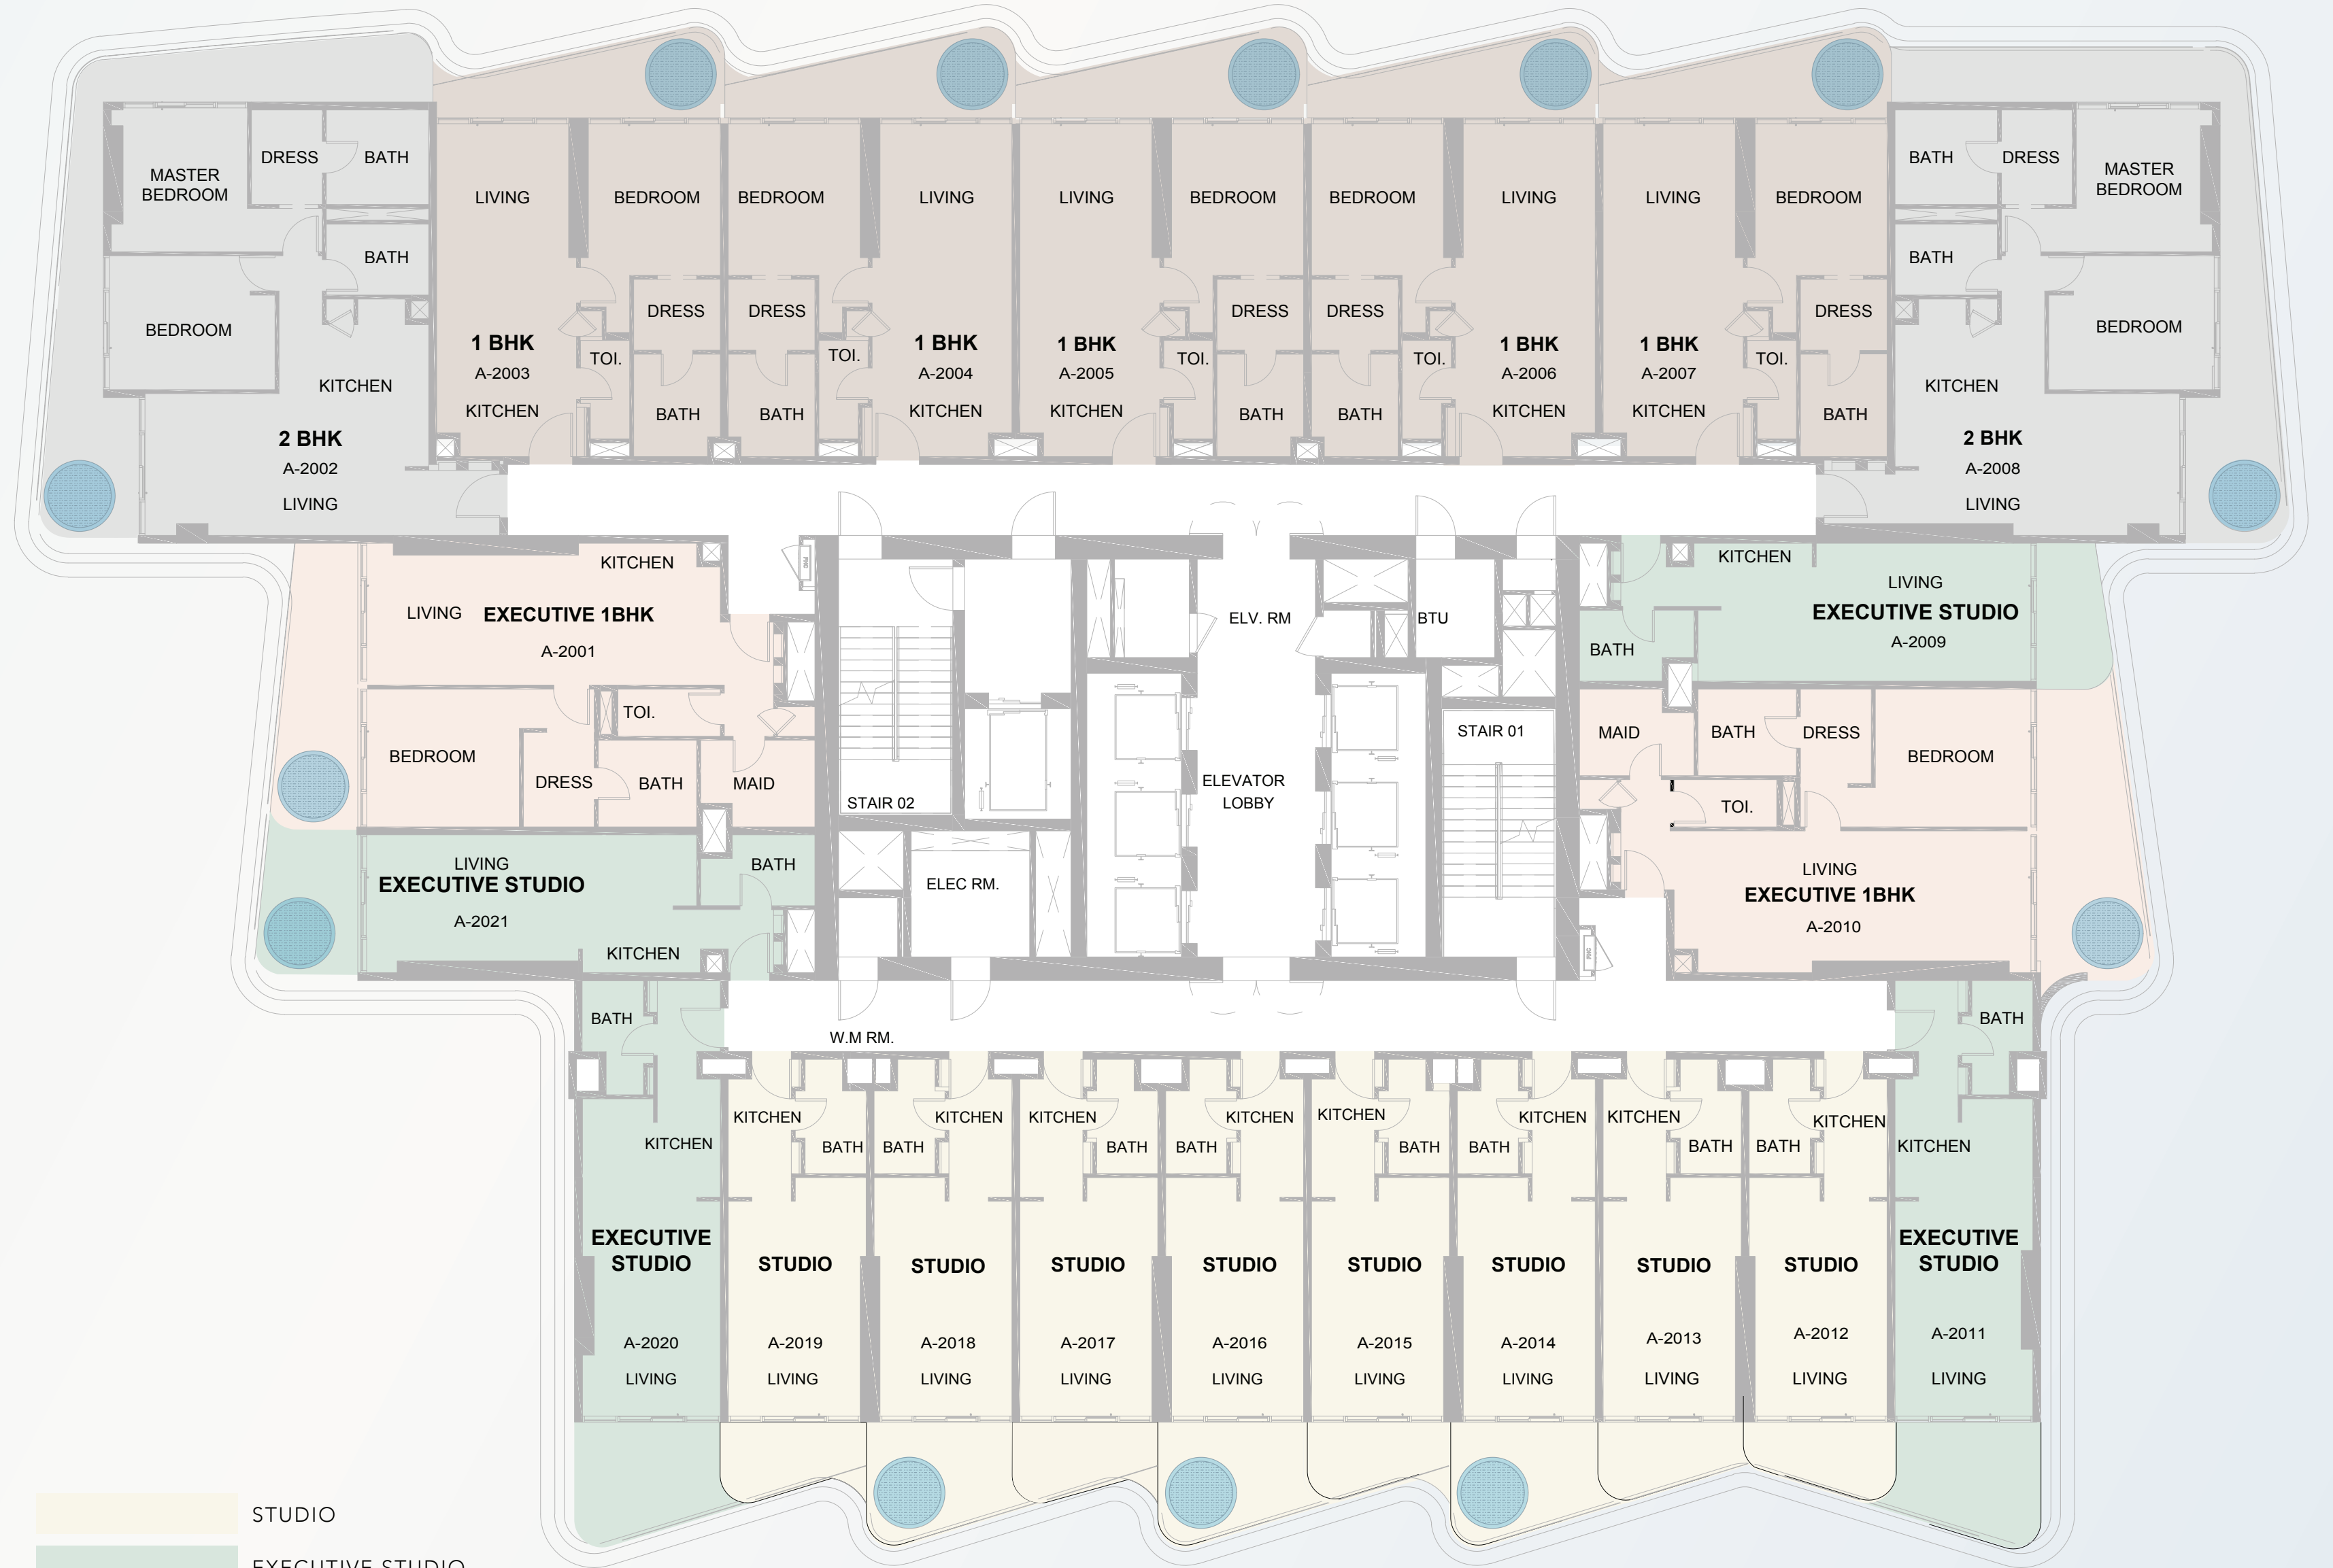 MASTER
BEDROOM
DRESS
BATH
BATH
BEDROOM
KITCHEN
2 BHK
A-2002
LIVING
LIVING
BEDROOM
DRESS
1 BHK
A-2003
TOI.
KITCHEN
BATH
BEDROOM
LIVING
DRESS
TOI.
1 BHK
A-2004
BATH
KITCHEN
LIVING
BEDROOM
DRESS
1 BHK
A-2005
TOI.
KITCHEN
BATH
BEDROOM
LIVING
DRESS
TOI.
1 BHK
A-2006
BATH
KITCHEN
LIVING
BEDROOM
DRESS
1 BHK
A-2007
TOI.
KITCHEN
BATH
BATH
DRESS
MASTER
BEDROOM
BATH
BEDROOM
KITCHEN
2 BHK
A-2008
LIVING
KITCHEN
LIVING
EXECUTIVE 1BHK
A-2001
TOI.
BEDROOM
DRESS
BATH
MAID
LIVING
EXECUTIVE STUDIO
A-2021
BATH
KITCHEN
STAIR 02
ELEC RM.
ELV. RM
BTU
ELEVATOR
LOBBY
STAIR 01
W.M RM.
KITCHEN
LIVING
EXECUTIVE STUDIO
A-2009
BATH
MAID
BATH
DRESS
BEDROOM
TOI.
LIVING
EXECUTIVE 1BHK
A-2010
BATH
KITCHEN
EXECUTIVE
STUDIO
A-2020
LIVING
KITCHEN
BATH
STUDIO
A-2019
LIVING
KITCHEN
BATH
STUDIO
A-2018
LIVING
KITCHEN
BATH
STUDIO
A-2017
LIVING
KITCHEN
BATH
STUDIO
A-2016
LIVING
KITCHEN
BATH
STUDIO
A-2015
LIVING
KITCHEN
BATH
STUDIO
A-2014
LIVING
KITCHEN
BATH
STUDIO
A-2013
LIVING
KITCHEN
BATH
STUDIO
A-2012
LIVING
BATH
KITCHEN
EXECUTIVE
STUDIO
A-2011
LIVING
STUDIO
EXECUTIVE STUDIO